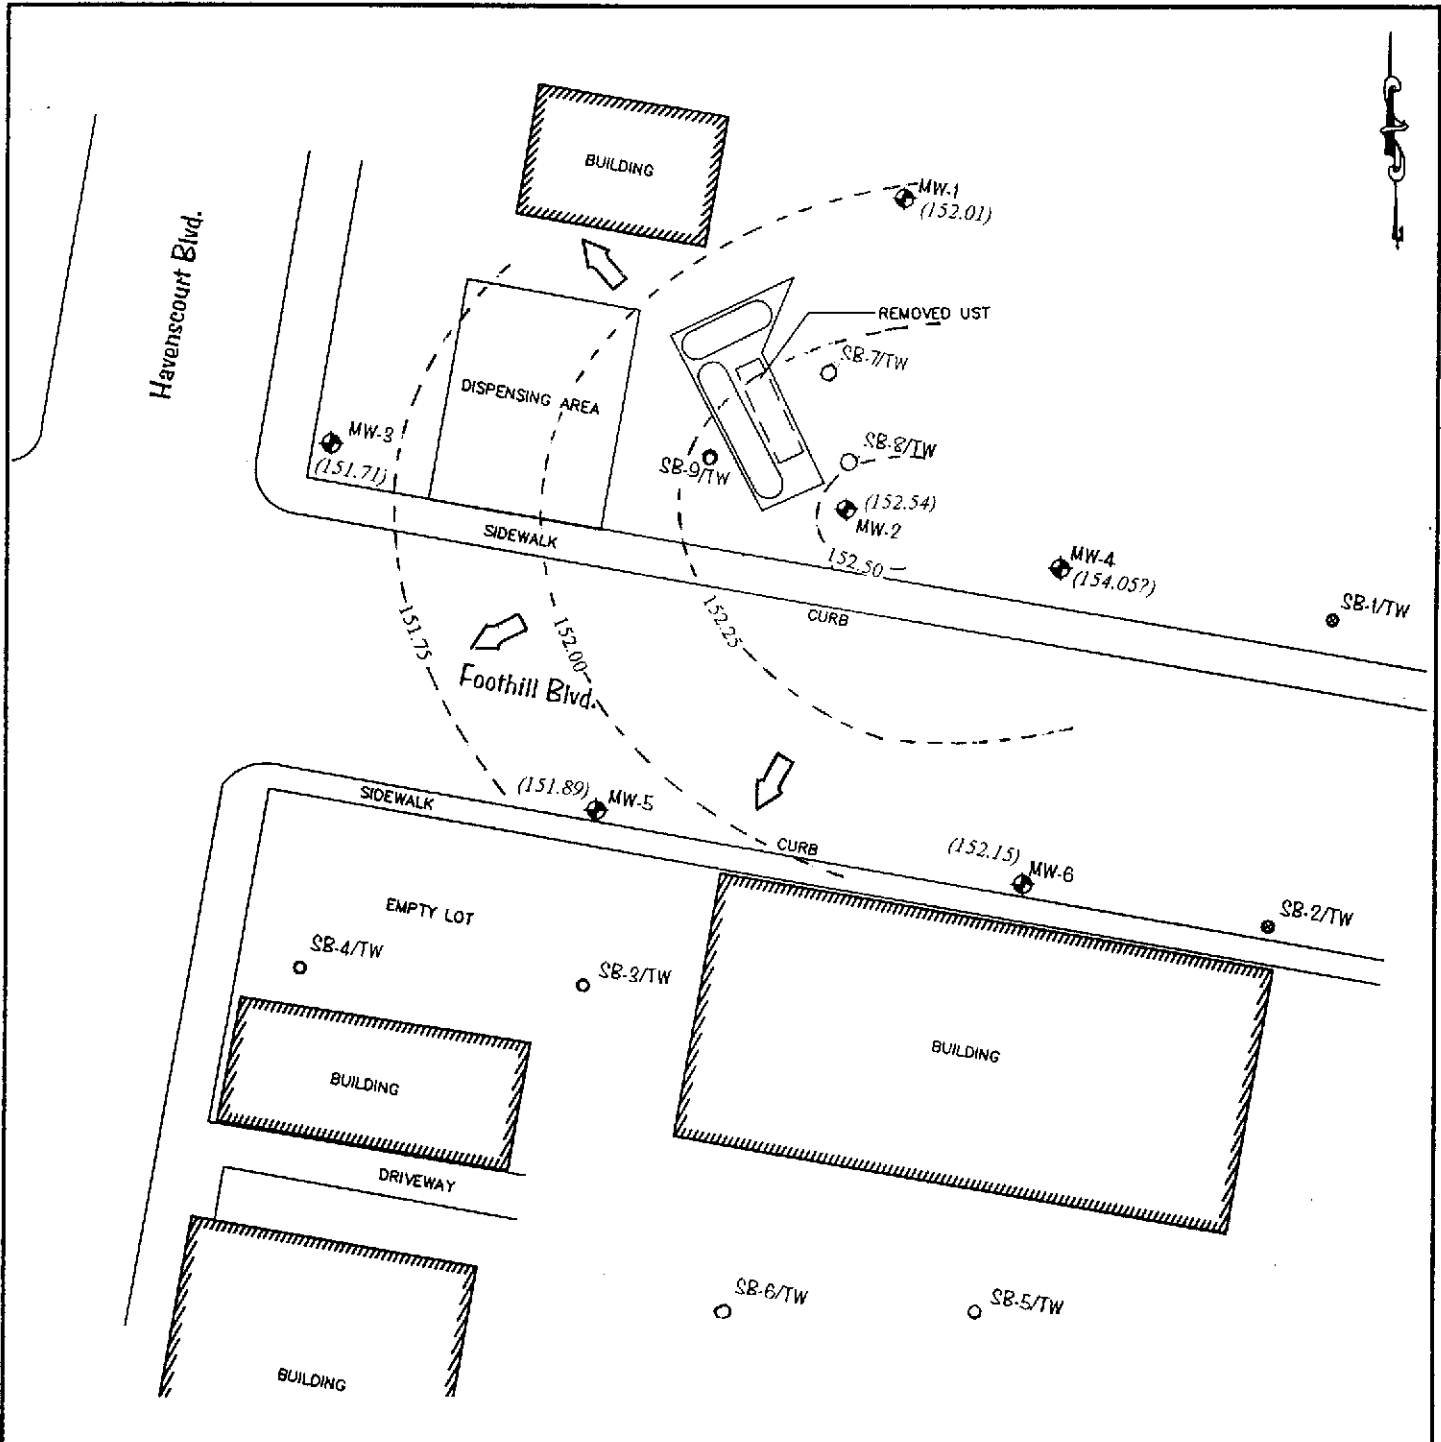 BUILDING
MW-1
(152.01)
Havenscourt Blvd.
REMOVED UST
SB-7/TW
DISPENSING AREA
MW-3
(151.71)
SB-9/TW
SB-8/TW
(152.54)
MW-2
SIDEWALK
152.50
MW-4
(154.05?)
SB-1/TW
CURB
151.75
152.00
152.25
Foothill Blvd.
SIDEWALK
(151.89)
MW-5
CURB
(152.15)
MW-6
SB-2/TW
EMPTY LOT
SB-4/TW
SB-3/TW
BUILDING
BUILDING
DRIVEWAY
SB-6/TW
SB-5/TW
BUILDING